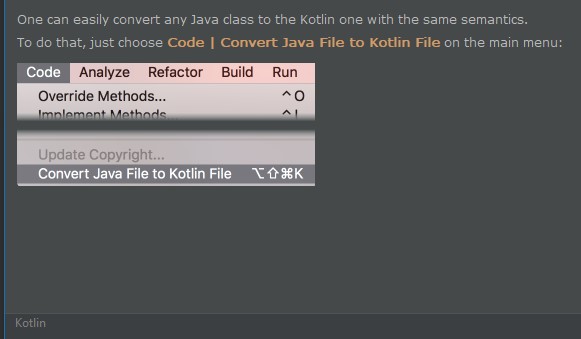 One can easily convert any Java class to the Kotlin one with the same semantics.
To do that, just choose Code | Convert Java File to Kotlin File on the main menu:
Code Analyze Refactor Build Run
Override Methods... ^O
Implement Methods... ^I
Update Copyright...
Convert Java File to Kotlin File ⌥⇧⌘K
Kotlin